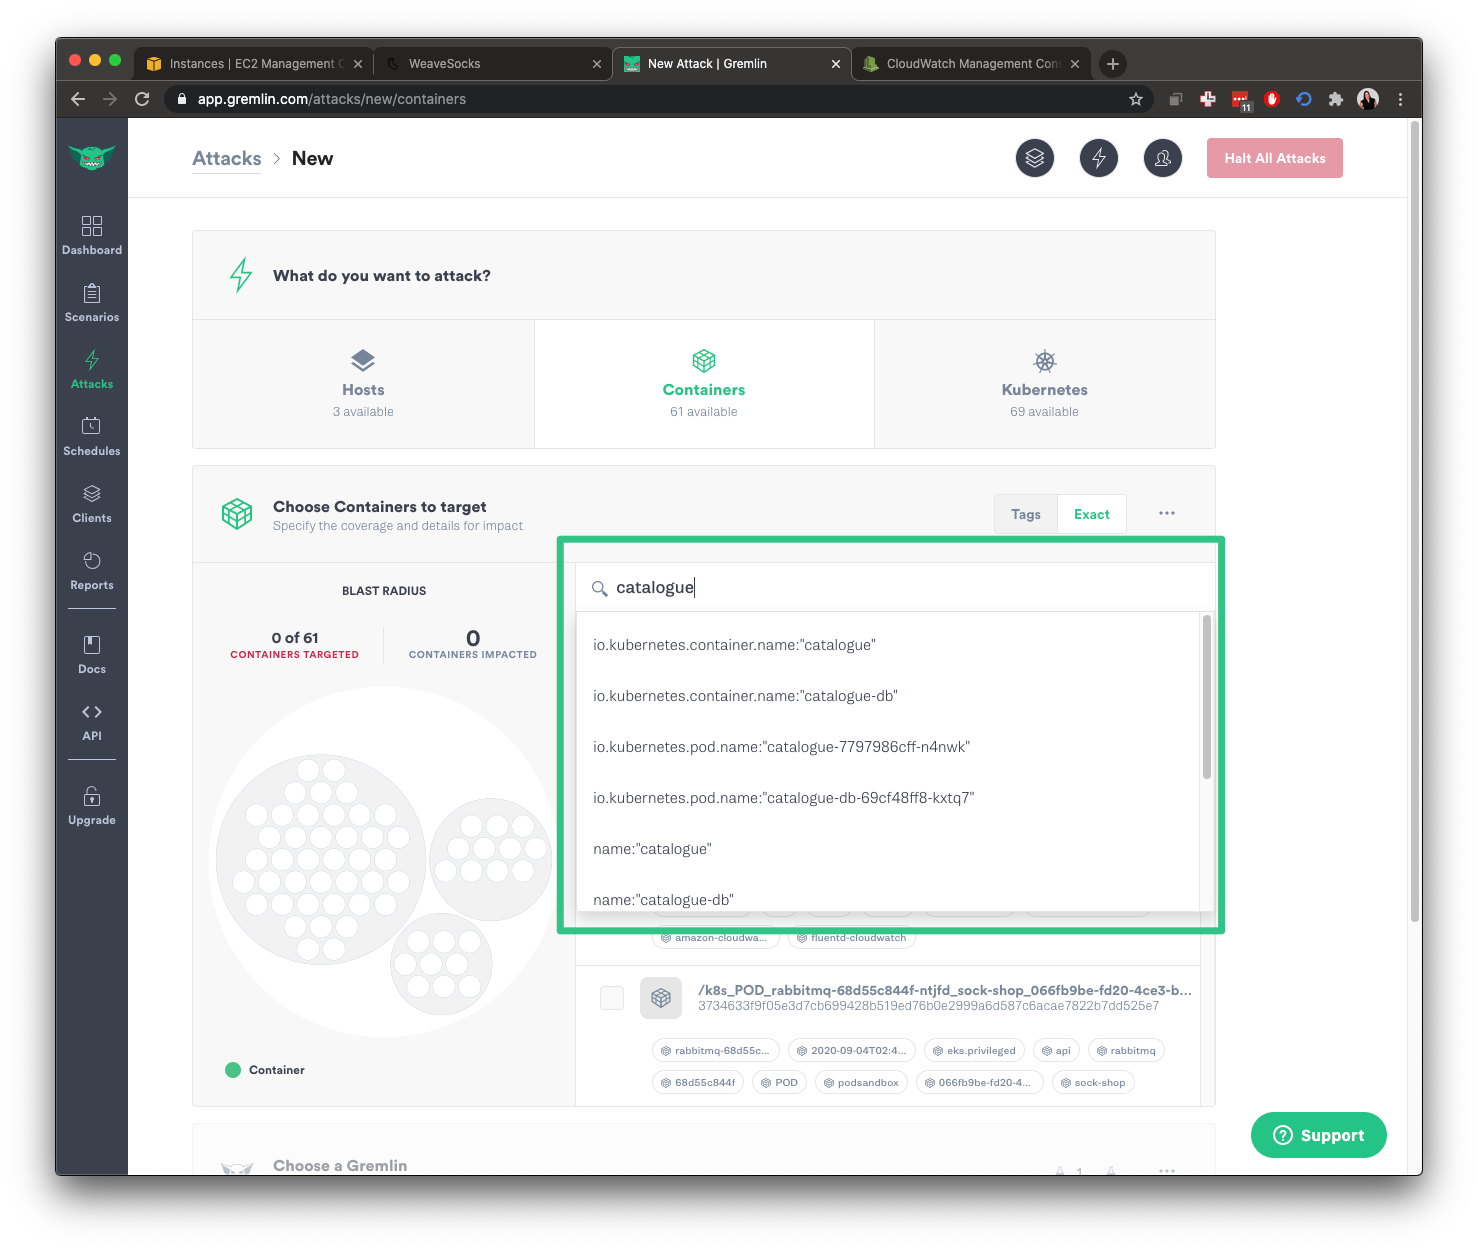 Instances | EC2 Management C
WeaveSocks
New Attack | Gremlin
CloudWatch Management Con
app.gremlin.com/attacks/new/containers
11
Attacks > New
Halt All Attacks
Dashboard
Scenarios
Attacks
Schedules
Clients
Reports
Docs
API
Upgrade
What do you want to attack?
Hosts
3 available
Containers
61 available
Kubernetes
69 available
Choose Containers to target
Specify the coverage and details for impact
Tags
Exact
BLAST RADIUS
0 of 61
CONTAINERS TARGETED
0
CONTAINERS IMPACTED
Container
catalogue
io.kubernetes.container.name:"catalogue"
io.kubernetes.container.name:"catalogue-db"
io.kubernetes.pod.name:"catalogue-7797986cff-n4nwk"
io.kubernetes.pod.name:"catalogue-db-69cf48ff8-kxtq7"
name:"catalogue"
name:"catalogue-db"
amazon-cloudwa...
fluentd-cloudwatch
/k8s_POD_rabbitmq-68d55c844f-ntjfd_sock-shop_066fb9be-fd20-4ce3-b...
3734633f9f05e3d7cb699428b519ed76b0e2999a6d587c6acae7822b7dd525e7
rabbitmq-68d55c...
2020-09-04T02:4...
eks.privileged
api
rabbitmq
68d55c844f
POD
podsandbox
066fb9be-fd20-4...
sock-shop
Choose a Gremlin
1
Support